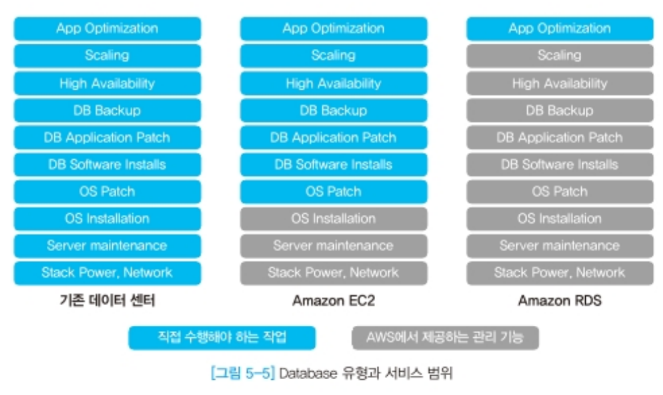 App Optimization
Scaling
High Availability
DB Backup
DB Application Patch
DB Software Installs
OS Patch
OS Installation
Server maintenance
Stack Power, Network
기존 데이터 센터
App Optimization
Scaling
High Availability
DB Backup
DB Application Patch
DB Software Installs
OS Patch
OS Installation
Server maintenance
Stack Power, Network
Amazon EC2
App Optimization
Scaling
High Availability
DB Backup
DB Application Patch
DB Software Installs
OS Patch
OS Installation
Server maintenance
Stack Power, Network
Amazon RDS
직접 수행해야 하는 작업
AWS에서 제공하는 관리 기능
[그림 5-5] Database 유형과 서비스 범위